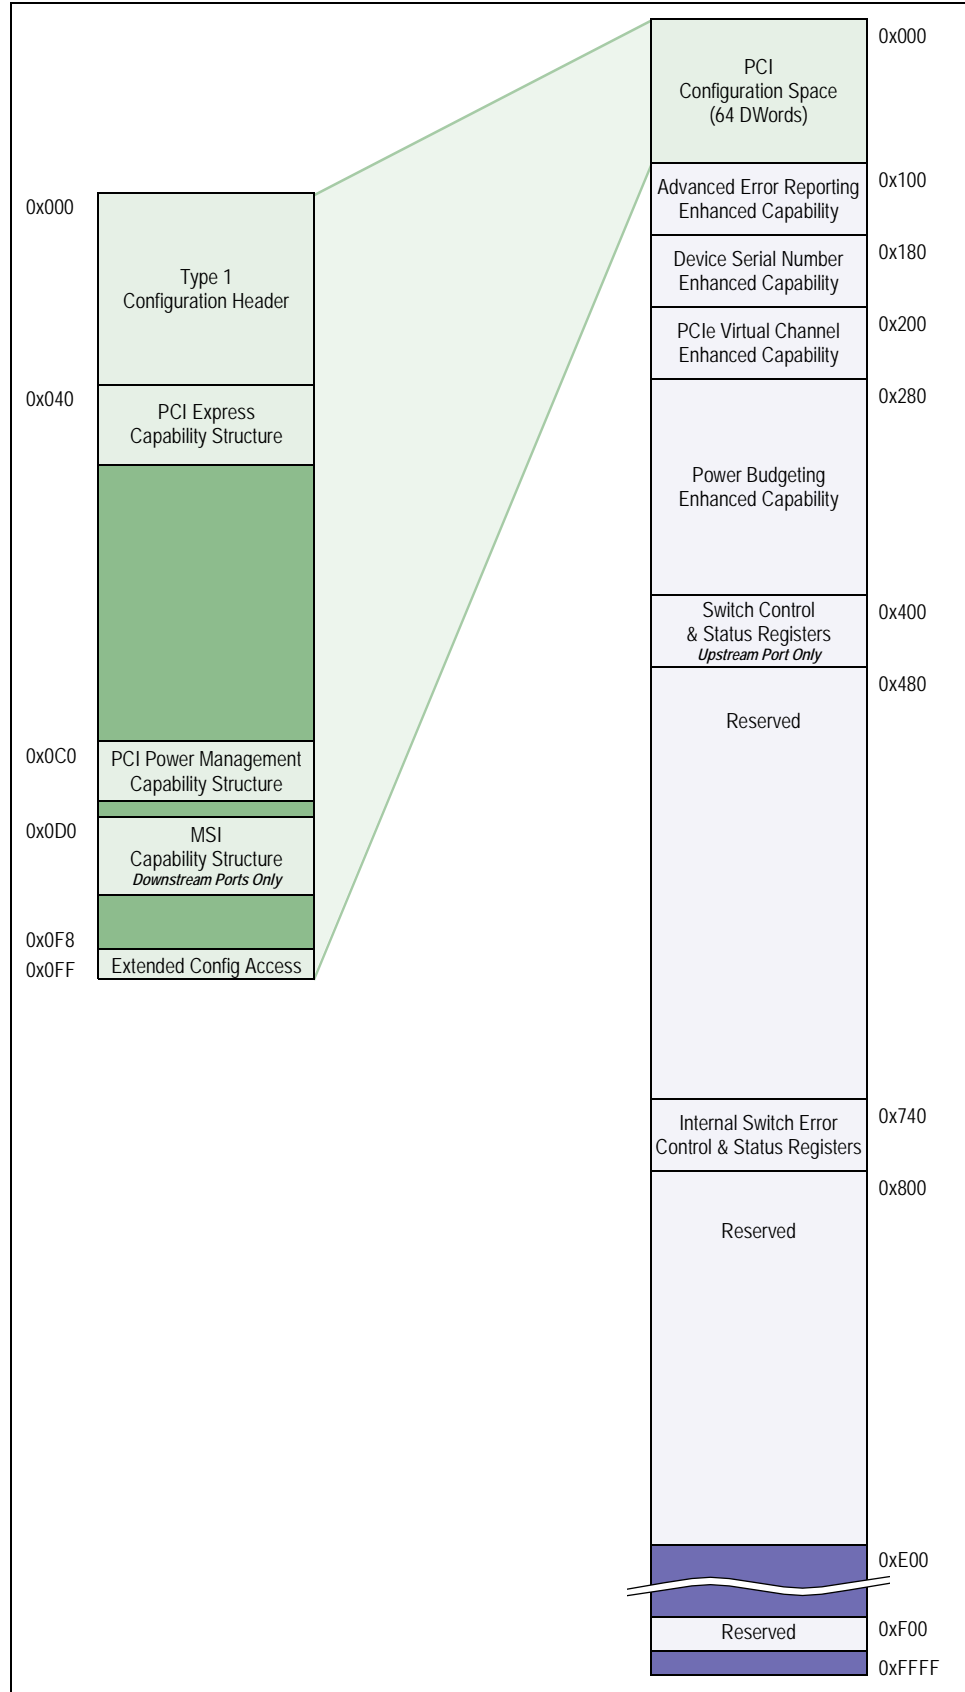 0x000
Type 1
Configuration Header
0x040
PCI Express
Capability Structure
0x0C0
PCI Power Management
Capability Structure
0x0D0
MSI
Capability Structure
Downstream Ports Only
0x0F8
0x0FF
Extended Config Access
0x000
PCI
Configuration Space
(64 DWords)
0x100
Advanced Error Reporting
Enhanced Capability
0x180
Device Serial Number
Enhanced Capability
0x200
PCIe Virtual Channel
Enhanced Capability
0x280
Power Budgeting
Enhanced Capability
0x400
Switch Control
& Status Registers
Upstream Port Only
0x480
Reserved
0x740
Internal Switch Error
Control & Status Registers
0x800
Reserved
0xE00
0xF00
Reserved
0xFFFF